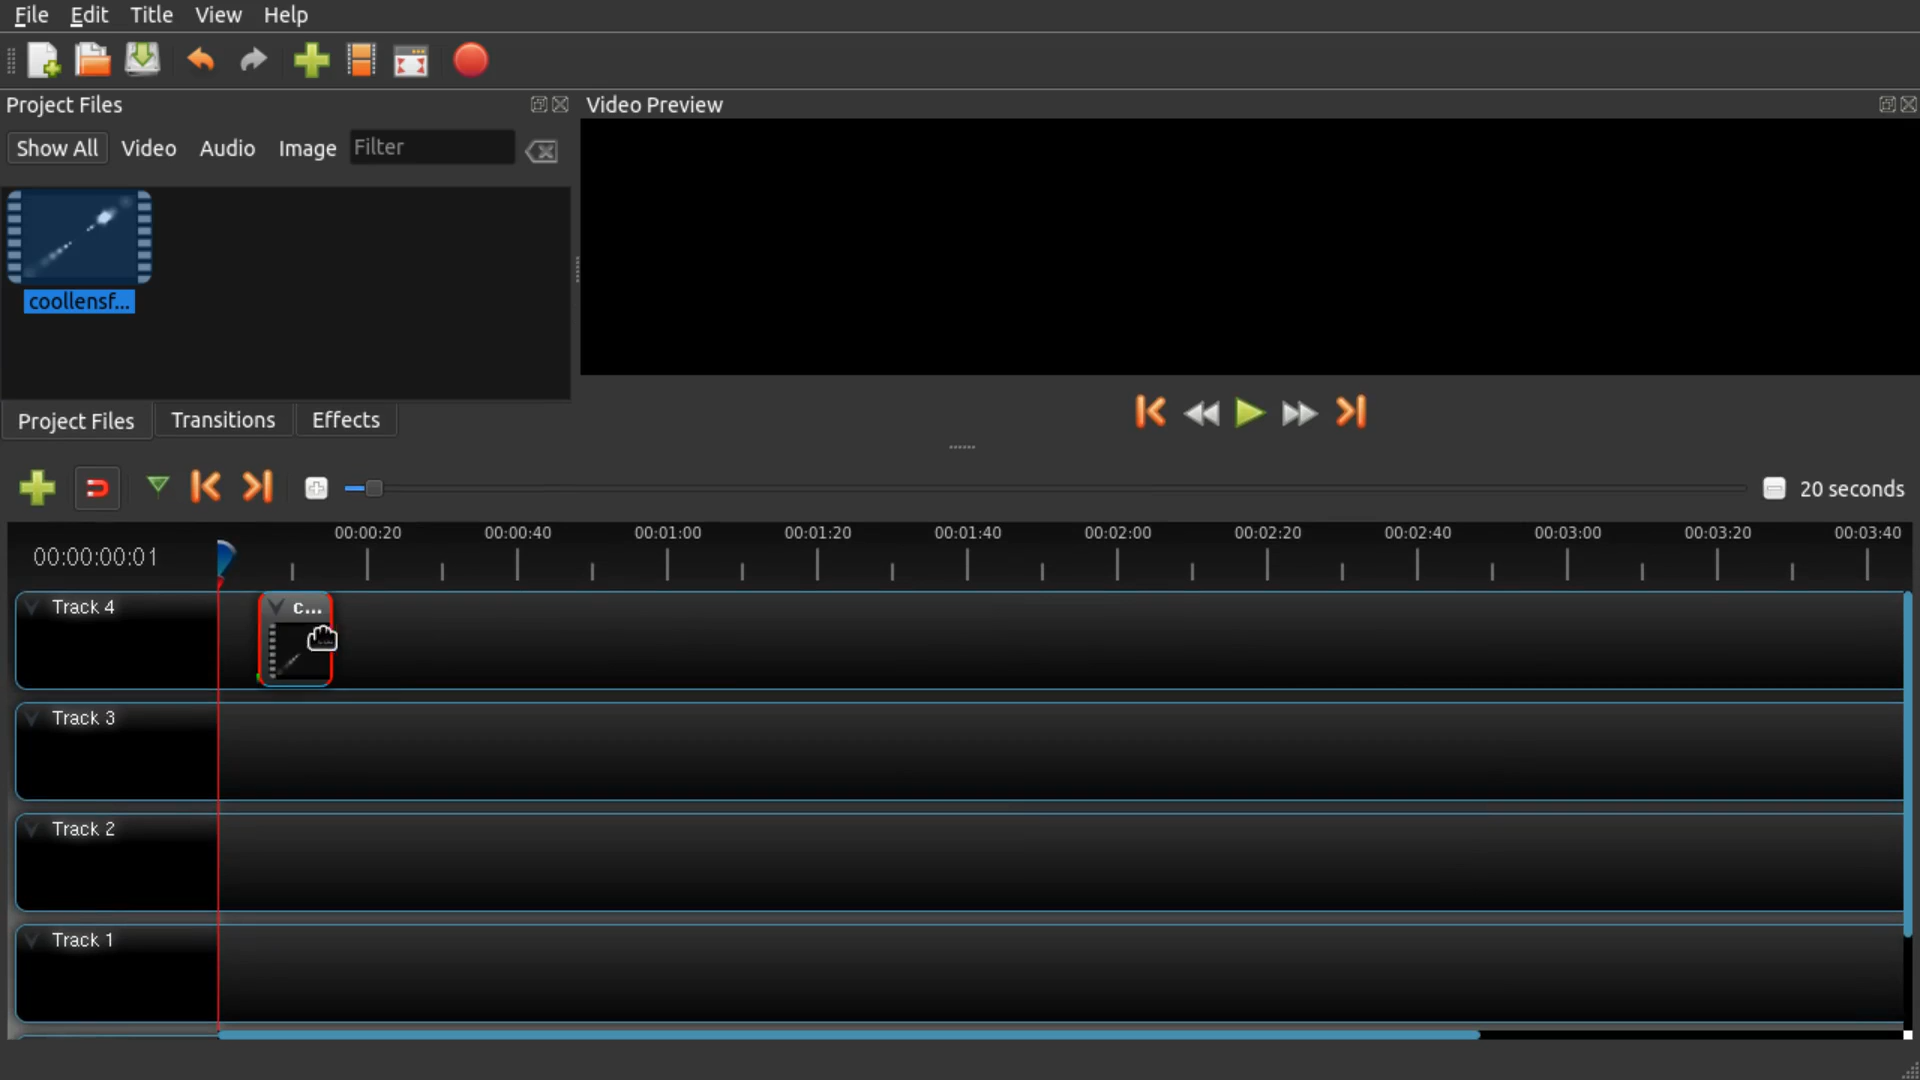 File Edit Title View Help
Project Files
Video Preview
Show All Video Audio Image Filter
coollensf...
Project Files Transitions Effects
20 seconds
00:00:00:01
00:00:20 00:00:40 00:01:00 00:01:20 00:01:40 00:02:00 00:02:20 00:02:40 00:03:00 00:03:20 00:03:40
Track 4
c...
Track 3
Track 2
Track 1